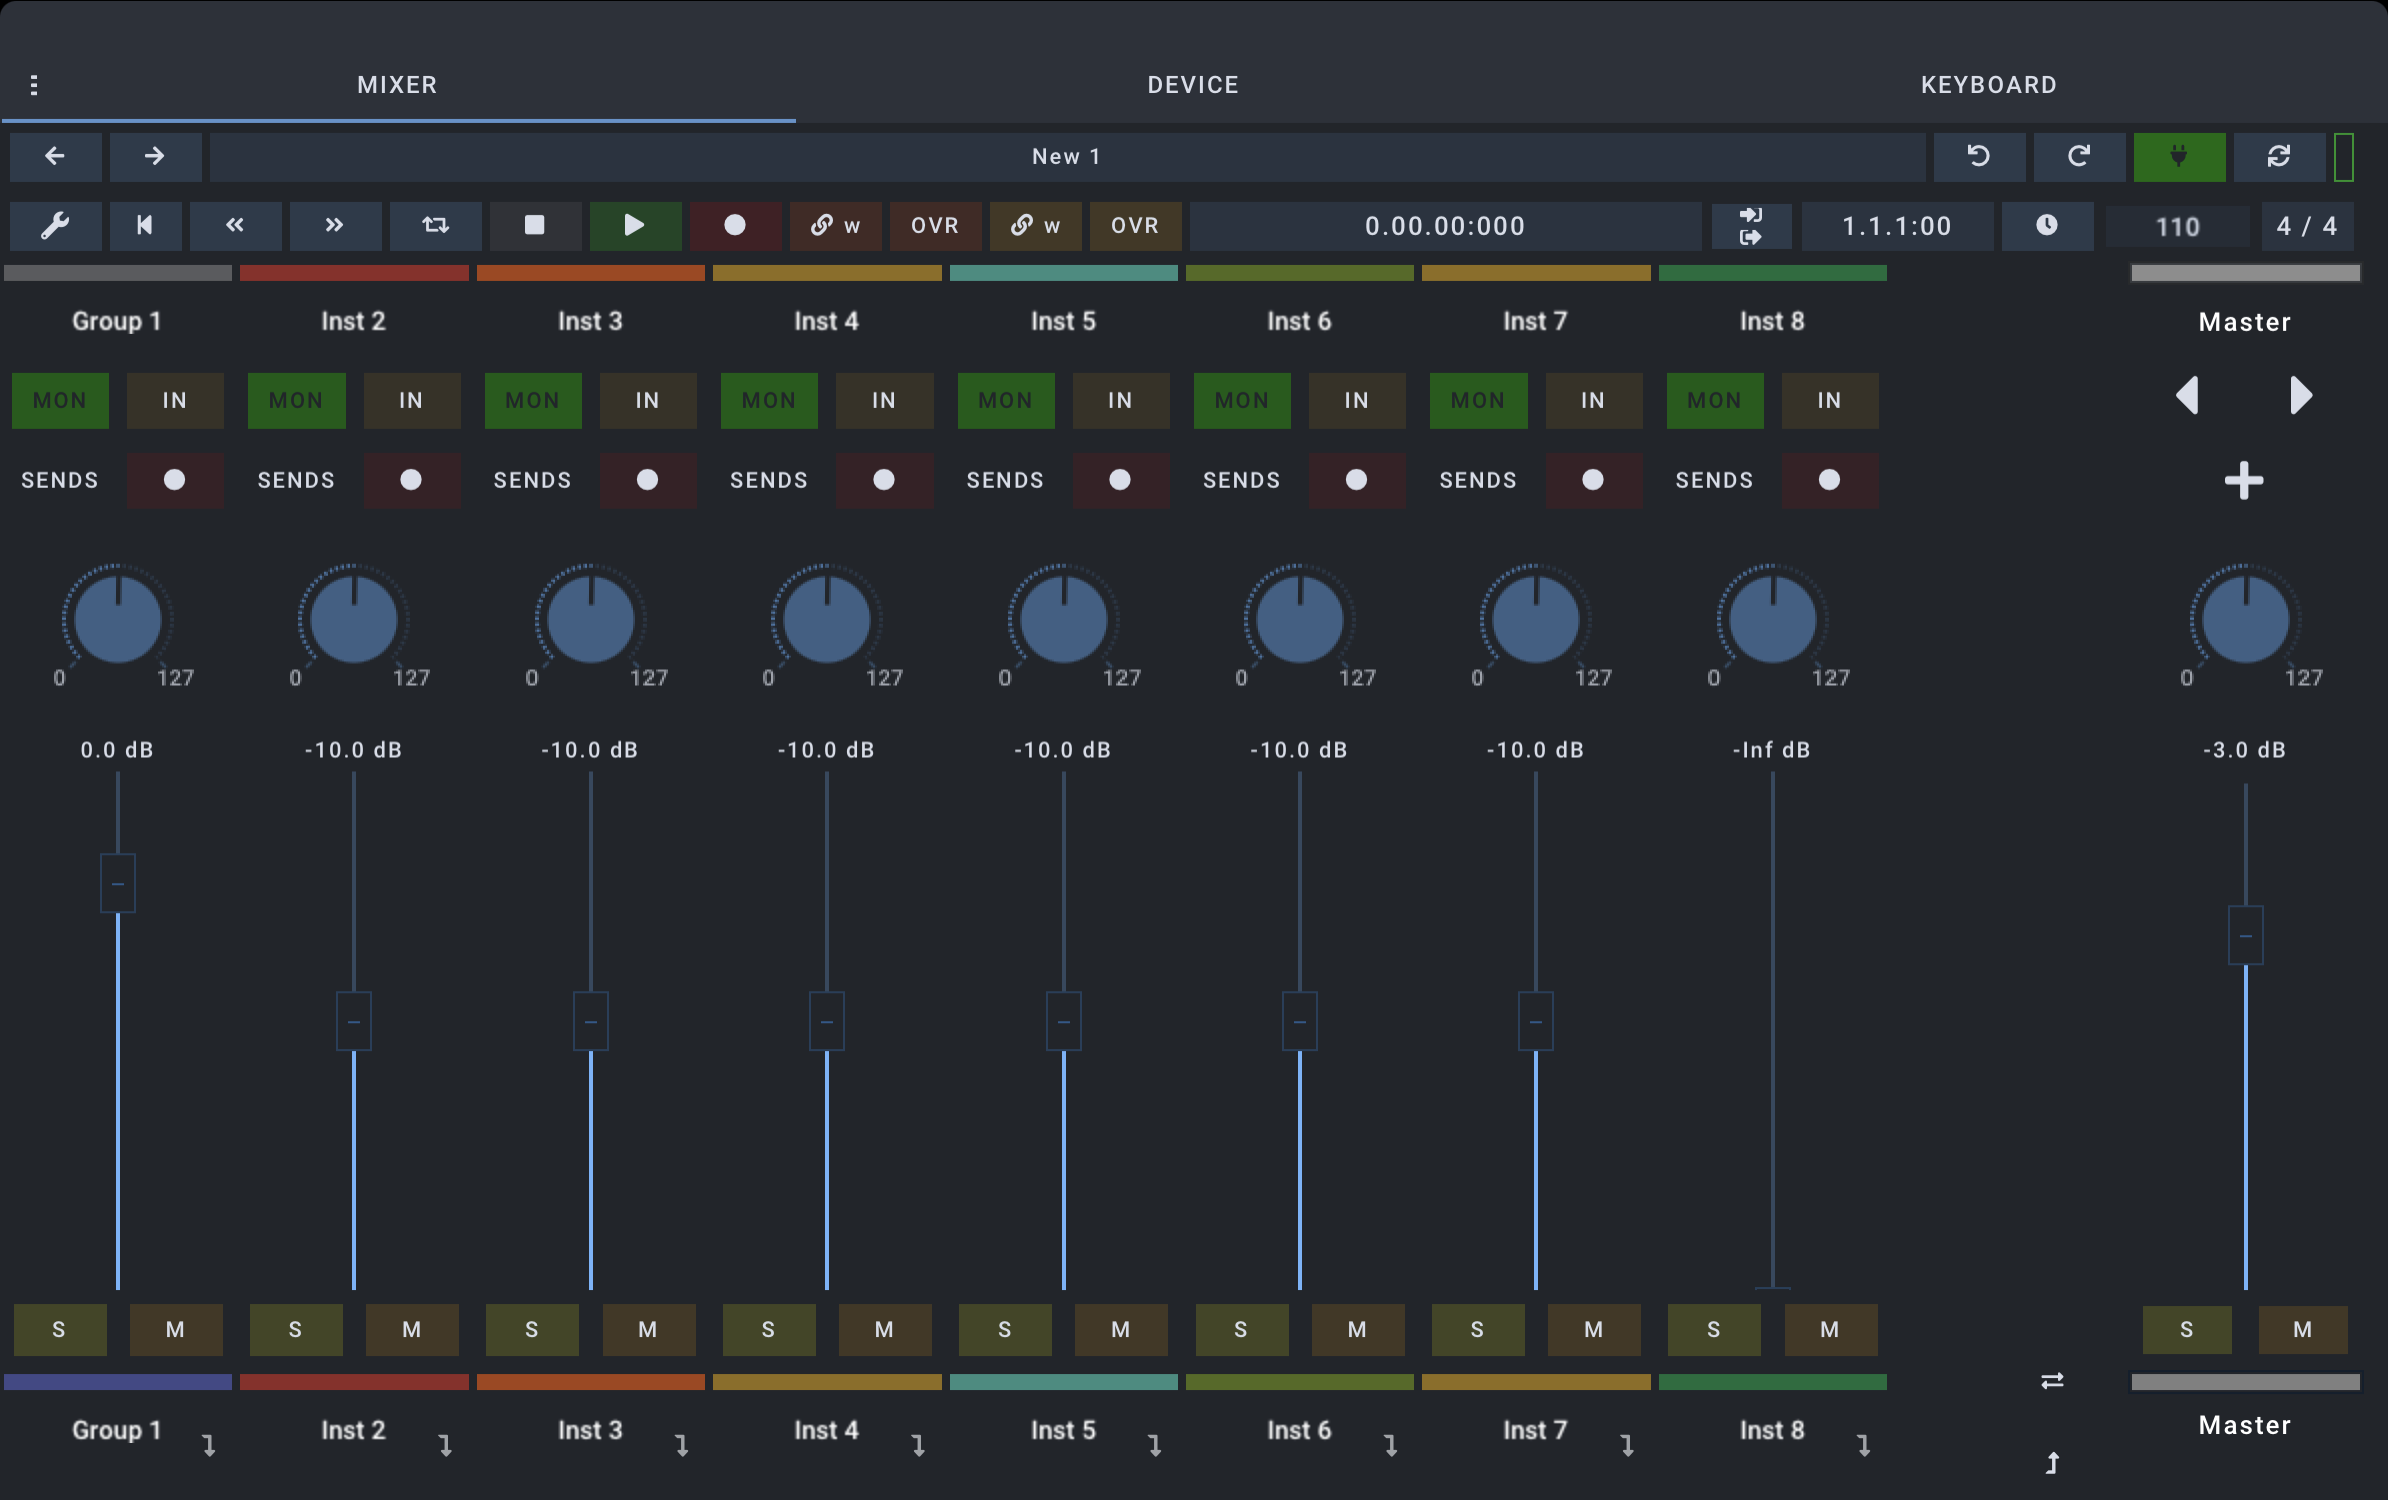 MIXER DEVICE KEYBOARD
New 1
w OVR w OVR 0.00.00:000 1.1.1:00 110 4 / 4
Group 1 Inst 2 Inst 3 Inst 4 Inst 5 Inst 6 Inst 7 Inst 8 Master
MON IN MON IN MON IN MON IN MON IN MON IN MON IN MON IN
SENDS SENDS SENDS SENDS SENDS SENDS SENDS SENDS
0 127 0 127 0 127 0 127 0 127 0 127 0 127 0 127 0 127
0.0 dB -10.0 dB -10.0 dB -10.0 dB -10.0 dB -10.0 dB -10.0 dB -Inf dB -3.0 dB
S M S M S M S M S M S M S M S M S M
Group 1 Inst 2 Inst 3 Inst 4 Inst 5 Inst 6 Inst 7 Inst 8 Master